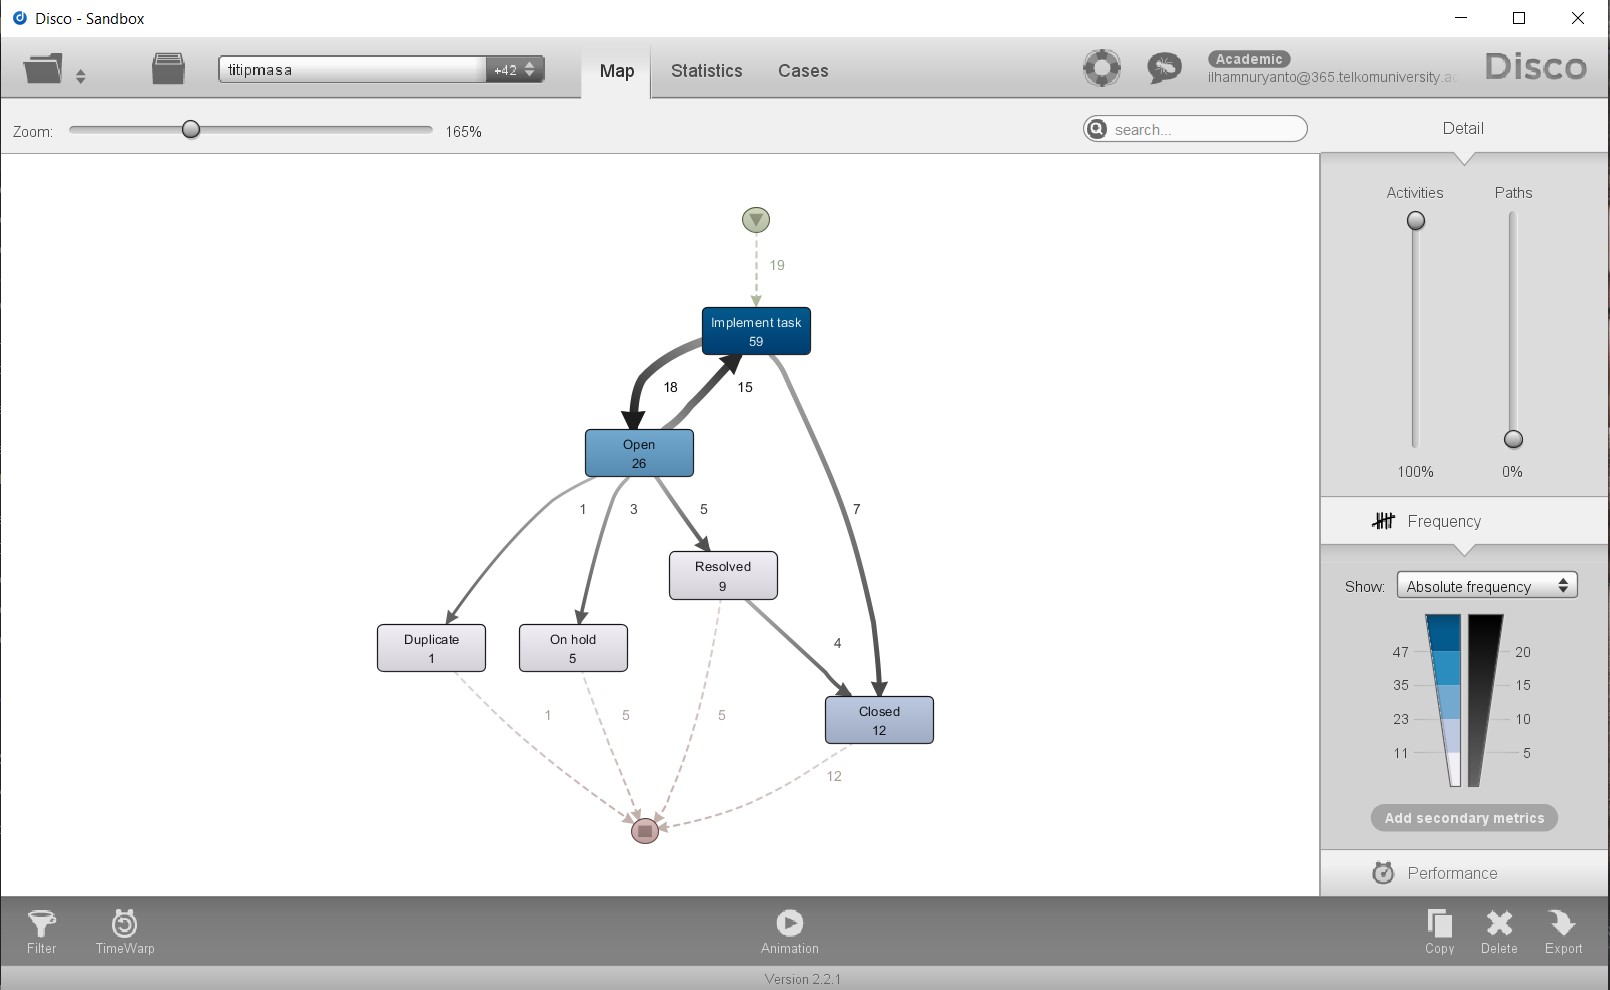 Disco - Sandbox
titipmasa
+42
Map
Statistics
Cases
Academic
ilhamnuryanto@365.telkomuniversity.ac
Disco
Zoom:
165%
search...
Detail
Activities
Paths
100%
0%
19
Implement task
59
18
15
Open
26
1
3
5
7
Resolved
9
Duplicate
1
On hold
5
4
Closed
12
1
5
5
12
Frequency
Show:
Absolute frequency
47
20
35
15
23
10
11
5
Add secondary metrics
Performance
Filter
TimeWarp
Animation
Copy
Delete
Export
Version 2.2.1